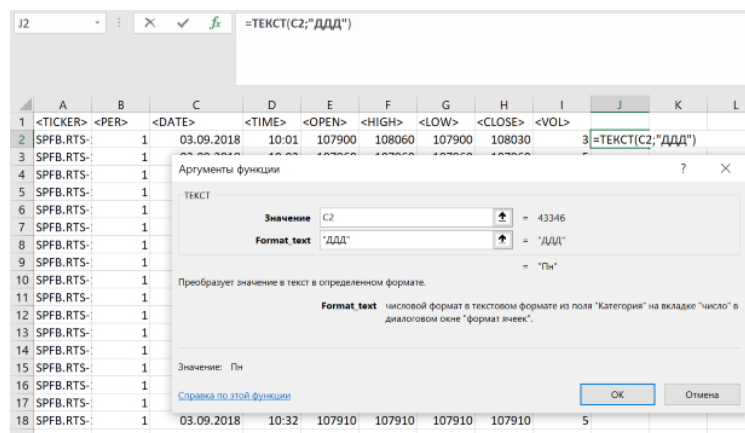 J2 =ТЕКСТ(C2;"ДДД")
A B C D E F G H I J K L
1 <TICKER> <PER> <DATE> <TIME> <OPEN> <HIGH> <LOW> <CLOSE> <VOL>
2 SPFB.RTS- 1 03.09.2018 10:01 107900 108060 107900 108030 3 =ТЕКСТ(C2;"ДДД")
3 SPFB.RTS- 1
4 SPFB.RTS- 1
5 SPFB.RTS- 1
6 SPFB.RTS- 1
7 SPFB.RTS- 1
8 SPFB.RTS- 1
9 SPFB.RTS- 1
10 SPFB.RTS- 1
11 SPFB.RTS- 1
12 SPFB.RTS- 1
13 SPFB.RTS- 1
14 SPFB.RTS- 1
15 SPFB.RTS- 1
16 SPFB.RTS- 1
17 SPFB.RTS- 1
18 SPFB.RTS- 1 03.09.2018 10:32 107910 107910 107910 107910 5
Аргументы функции ? ×
ТЕКСТ
Значение C2 = 43346
Format_text "ДДД" = "ДДД"
= "Пн"
Преобразует значение в текст в определенном формате.
Format_text числовой формат в текстовом формате из поля "Категория" на вкладке "число" в
диалоговом окне "формат ячеек".
Значение: Пн
Справка по этой функции
OK Отмена